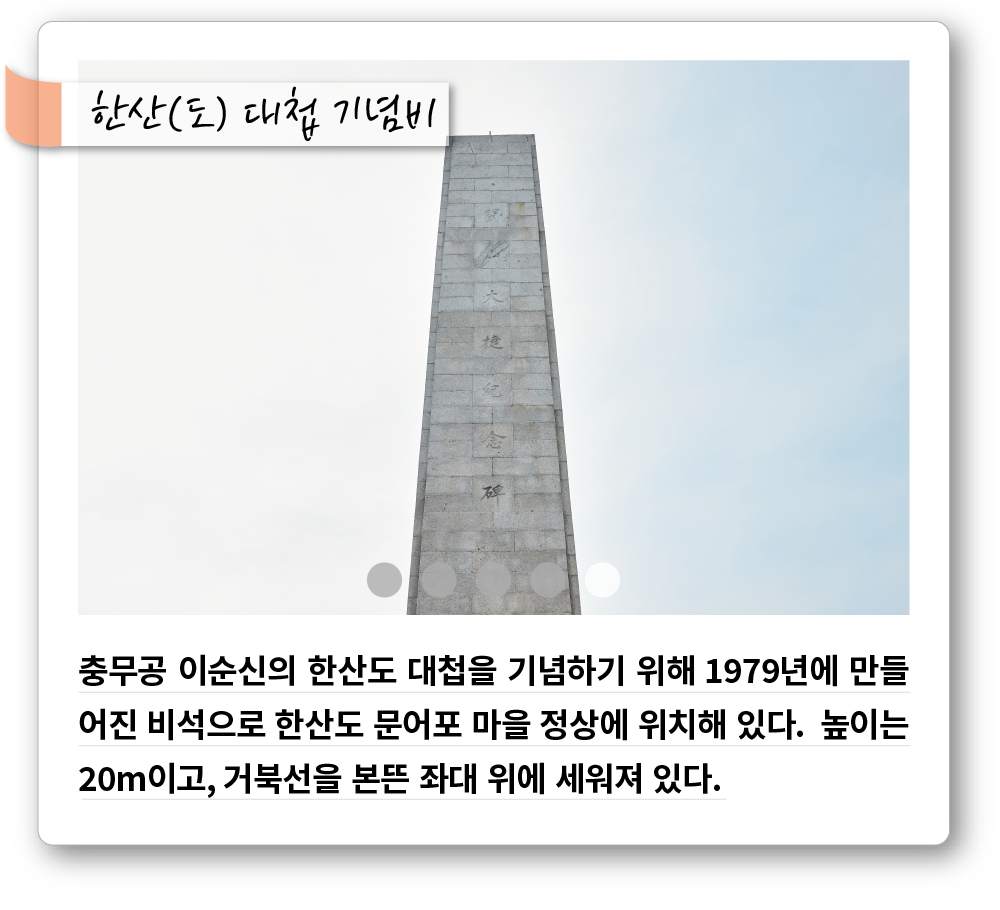 한산(도) 대첩 기념비
大
捷
紀
念
碑
충무공 이순신의 한산도 대첩을 기념하기 위해 1979년에 만들
어진 비석으로 한산도 문어포 마을 정상에 위치해 있다. 높이는
20m이고, 거북선을 본뜬 좌대 위에 세워져 있다.